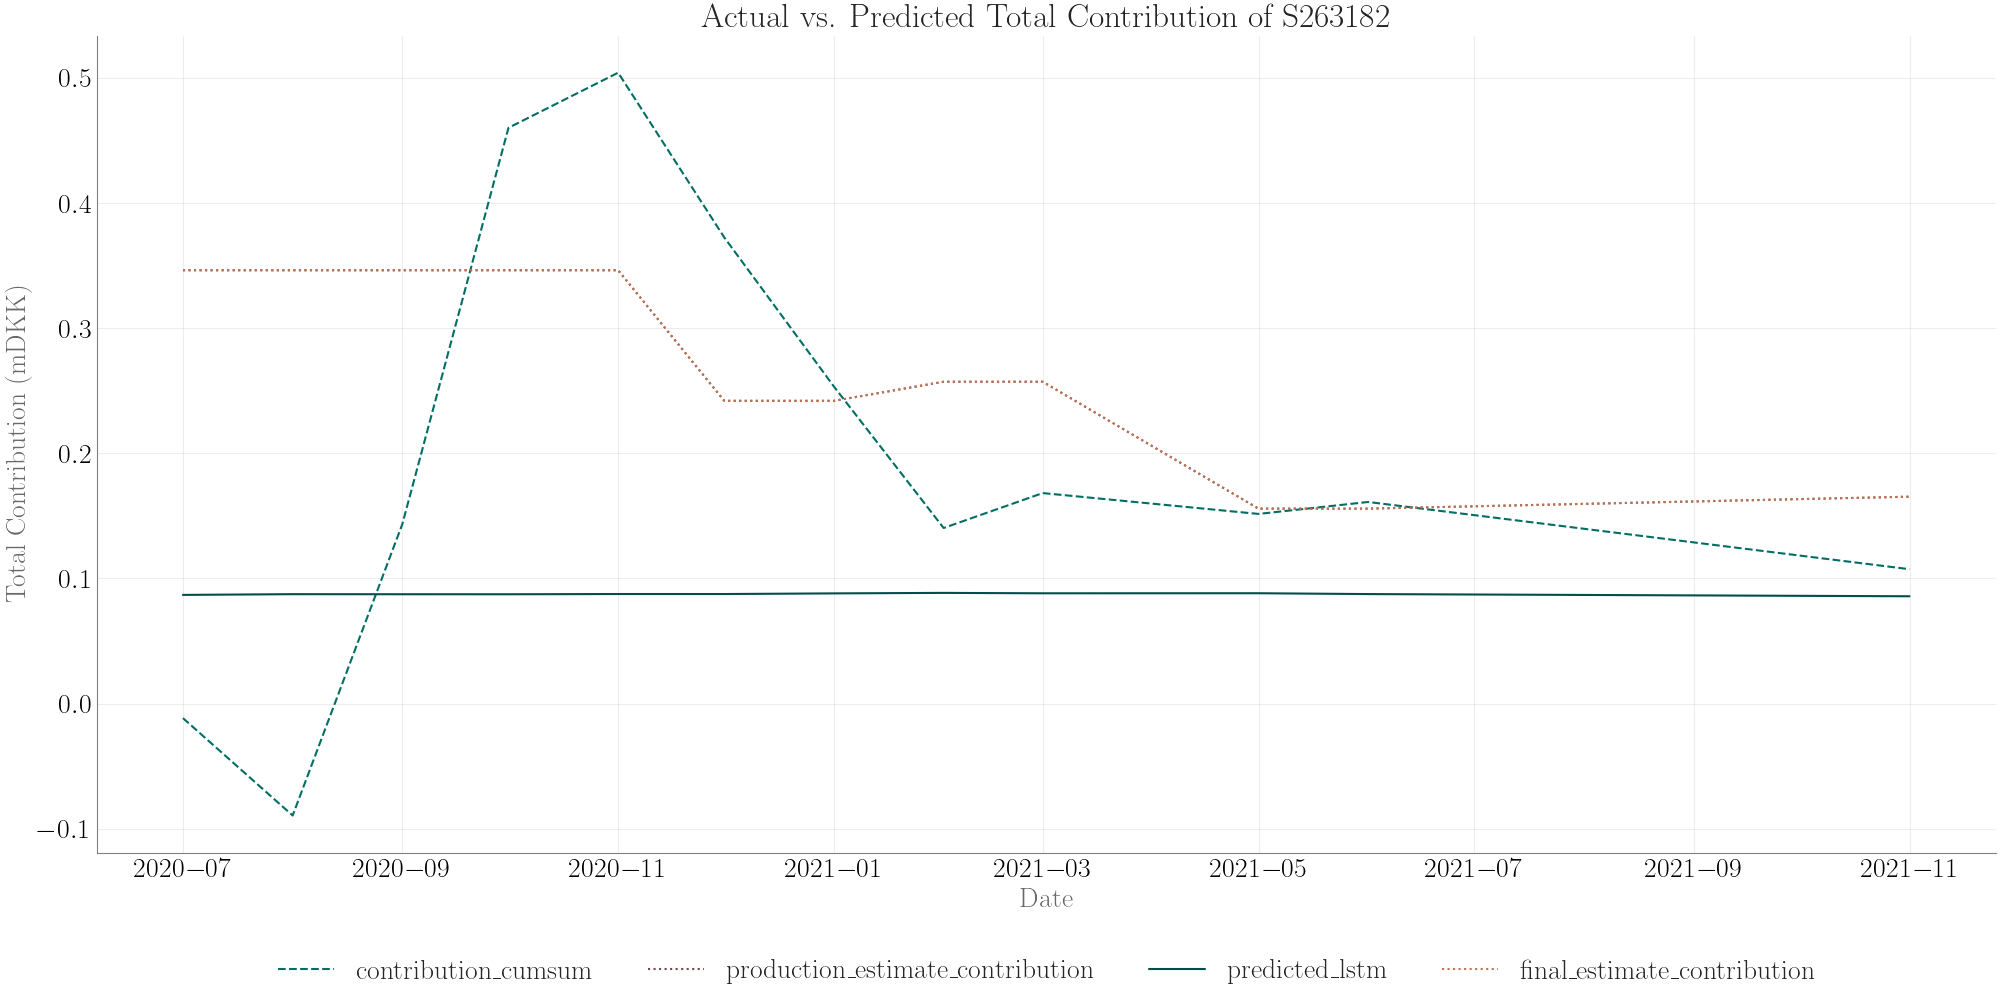 Actual vs. Predicted Total Contribution of S263182
Total Contribution (mDKK)
0.5
0.4
0.3
0.2
0.1
0.0
−0.1
2020−07 2020−09 2020−11 2021−01 2021−03 2021−05 2021−07 2021−09 2021−11
Date
contribution_cumsum production_estimate_contribution predicted_lstm final_estimate_contribution